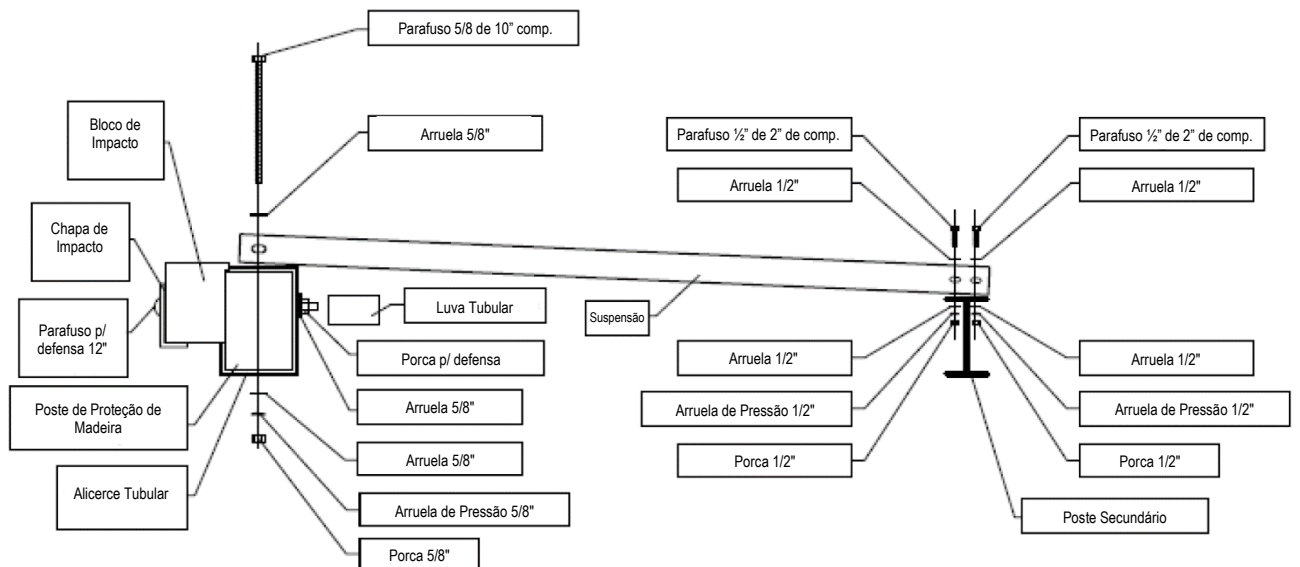 Parafuso 5/8 de 10” comp.
Bloco de
Impacto
Arruela 5/8"
Parafuso ½” de 2” de comp.
Parafuso ½” de 2” de comp.
Arruela 1/2"
Arruela 1/2"
Chapa de
Impacto
Luva Tubular
Suspensão
Parafuso p/
defensa 12"
Porca p/ defensa
Arruela 1/2"
Arruela 1/2"
Poste de Proteção de
Madeira
Arruela 5/8"
Arruela de Pressão 1/2"
Arruela de Pressão 1/2"
Arruela 5/8"
Porca 1/2"
Porca 1/2"
Alicerce Tubular
Arruela de Pressão 5/8"
Poste Secundário
Porca 5/8"